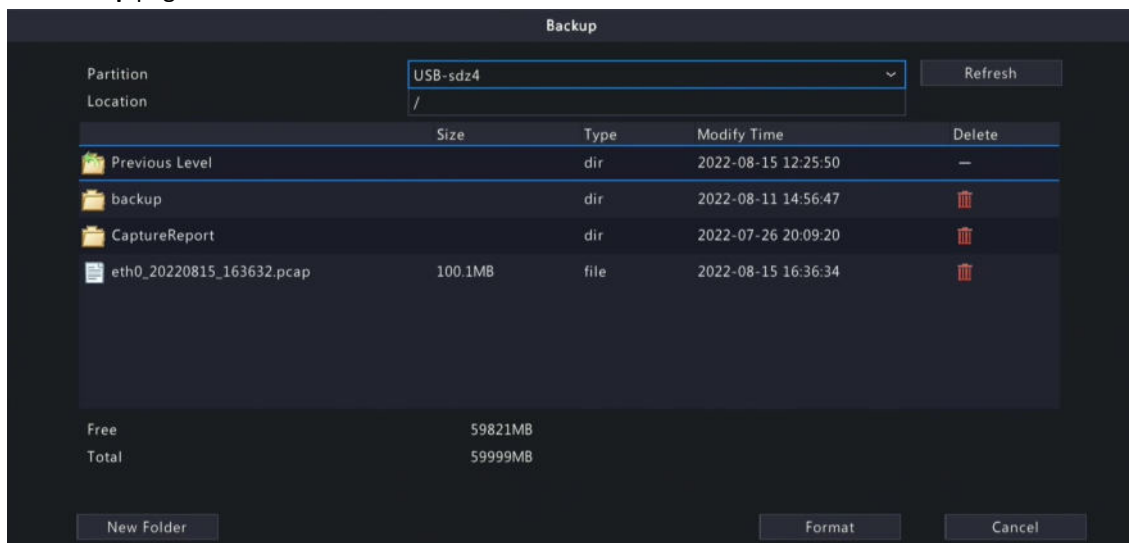 Backup
Partition USB-sdz4 Refresh
Location /
Size Type Modify Time Delete
Previous Level dir 2022-08-15 12:25:50 —
backup dir 2022-08-11 14:56:47
CaptureReport dir 2022-07-26 20:09:20
eth0_20220815_163632.pcap 100.1MB file 2022-08-15 16:36:34
Free 59821MB
Total 59999MB
New Folder Format Cancel